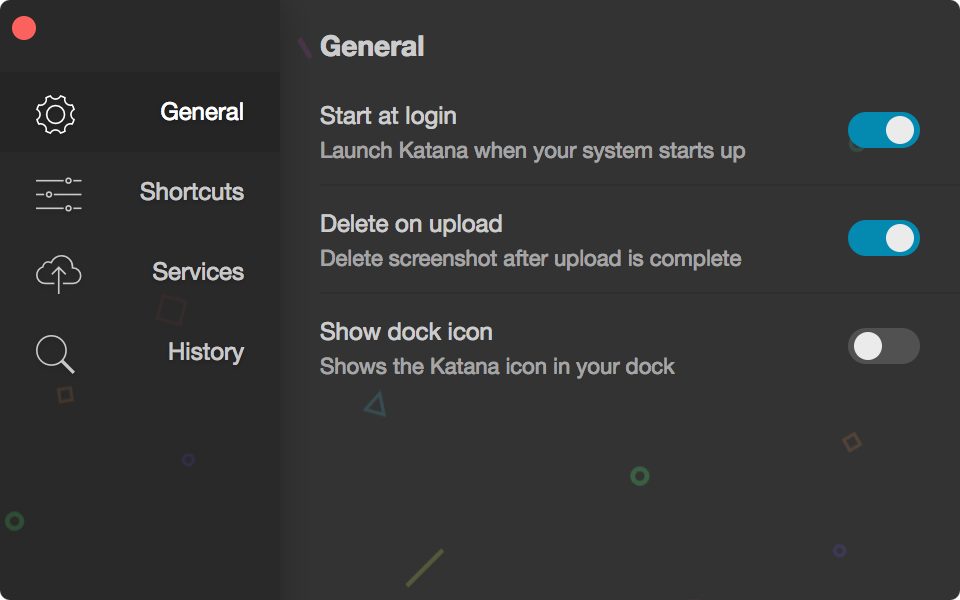 General
Shortcuts
Services
History
General
Start at login
Launch Katana when your system starts up
Delete on upload
Delete screenshot after upload is complete
Show dock icon
Shows the Katana icon in your dock